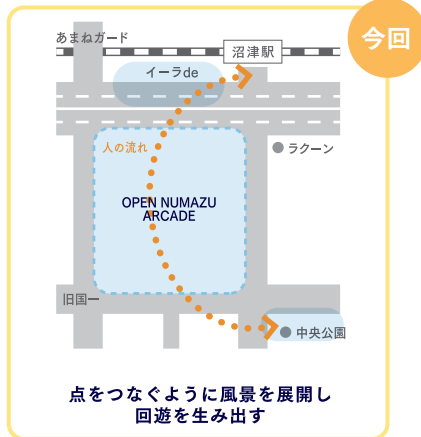 今回
あまねガード
沼津駅
イーラde
人の流れ
ラクーン
OPEN NUMAZU
ARCADE
旧国一
中央公園
点をつなぐように風景を展開し
回遊を生み出す